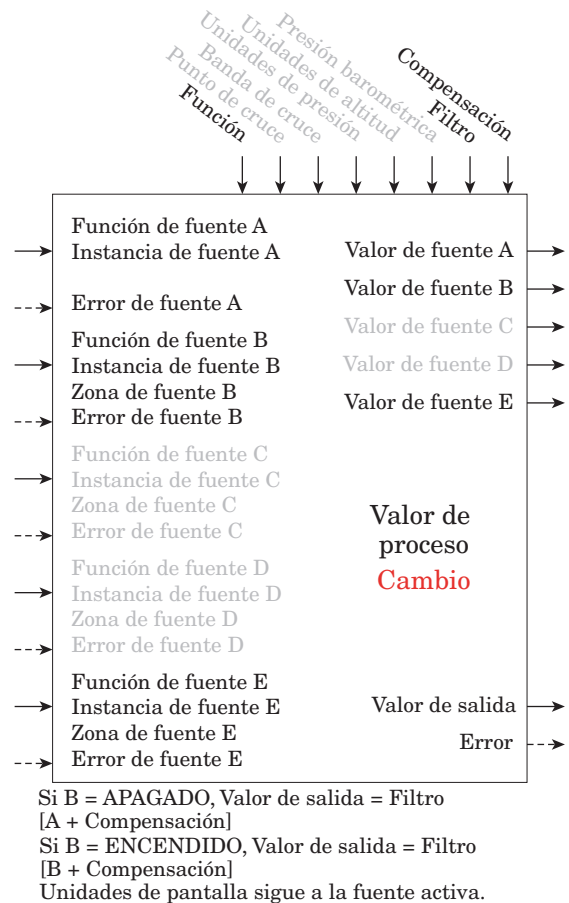 Función
Punto de cruce
Banda de cruce
Unidades de presión
Unidades de altitud
Presión barométrica
Filtro
Compensación
Función de fuente A
Instancia de fuente A
Error de fuente A
Función de fuente B
Instancia de fuente B
Zona de fuente B
Error de fuente B
Función de fuente C
Instancia de fuente C
Zona de fuente C
Error de fuente C
Función de fuente D
Instancia de fuente D
Zona de fuente D
Error de fuente D
Función de fuente E
Instancia de fuente E
Zona de fuente E
Error de fuente E
Valor de fuente A
Valor de fuente B
Valor de fuente C
Valor de fuente D
Valor de fuente E
Valor de
proceso
Cambio
Valor de salida
Error
Si B = APAGADO, Valor de salida = Filtro
[A + Compensación]
Si B = ENCENDIDO, Valor de salida = Filtro
[B + Compensación]
Unidades de pantalla sigue a la fuente activa.